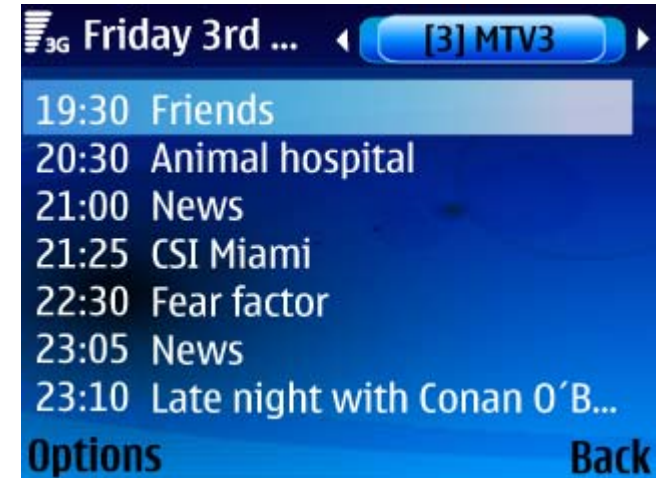 3G Friday 3rd ... [3] MTV3
19:30 Friends
20:30 Animal hospital
21:00 News
21:25 CSI Miami
22:30 Fear factor
23:05 News
23:10 Late night with Conan O´B...
Options Back